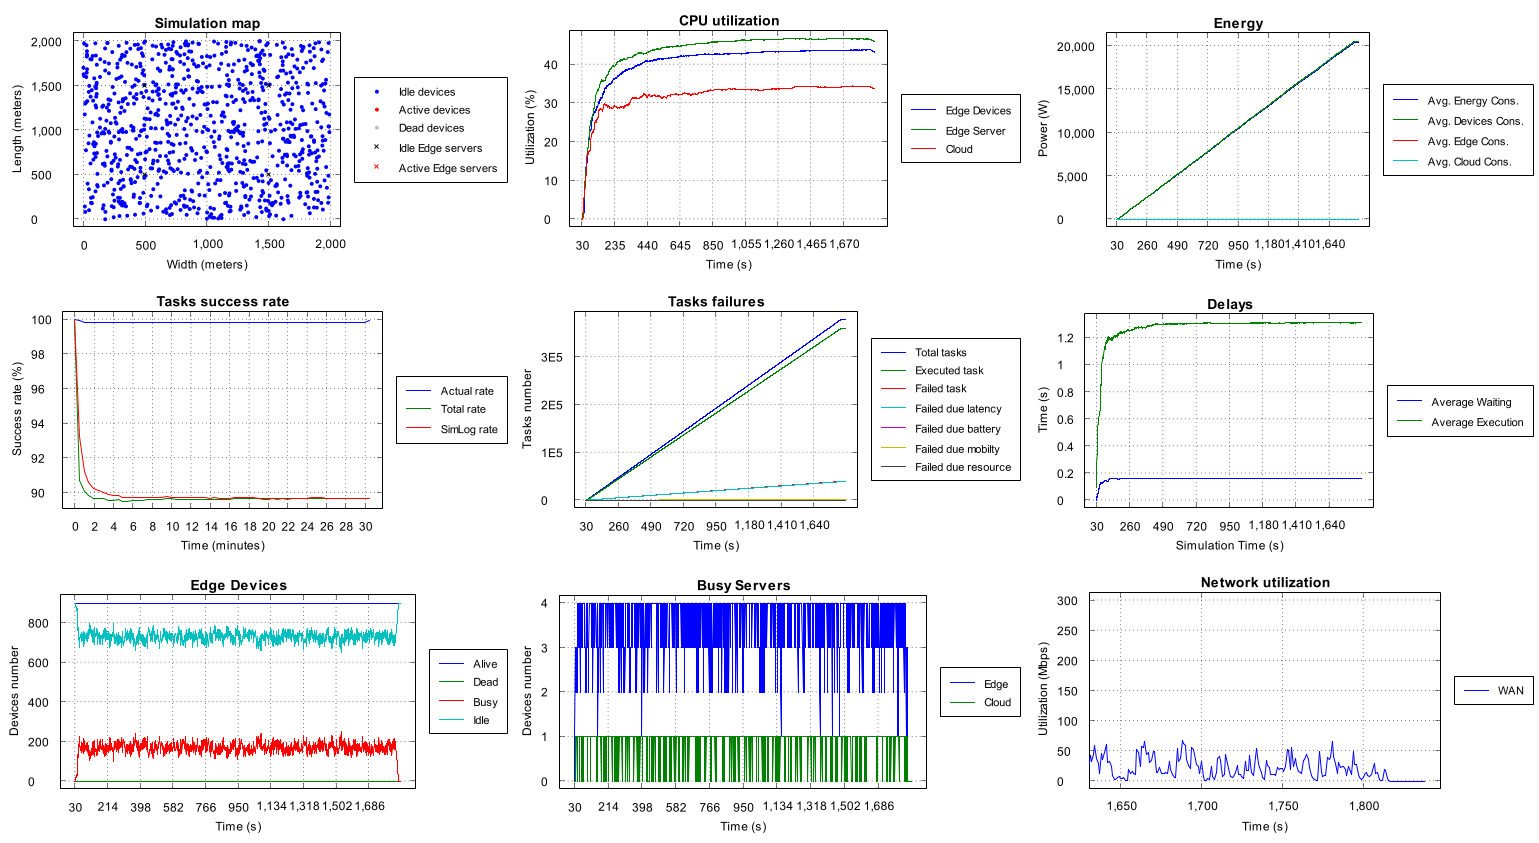 Simulation map
Length (meters)
2,000
1,500
1,000
500
0
0 500 1,000 1,500 2,000
Width (meters)
Idle devices
Active devices
Dead devices
Idle Edge servers
Active Edge servers
CPU utilization
Utilization (%)
40
30
20
10
0
30 235 440 645 850 1,055 1,260 1,465 1,670
Time (s)
Edge Devices
Edge Server
Cloud
Energy
Power (W)
20,000
15,000
10,000
5,000
0
30 260 490 720 950 1,180 1,410 1,640
Time (s)
Avg. Energy Cons.
Avg. Devices Cons.
Avg. Edge Cons.
Avg. Cloud Cons.
Tasks success rate
Success rate (%)
100
98
96
94
92
90
0 2 4 6 8 10 12 14 16 18 20 22 24 26 28 30
Time (minutes)
Actual rate
Total rate
SimLog rate
Tasks failures
Tasks number
3E5
2E5
1E5
0
30 260 490 720 950 1,180 1,410 1,640
Time (s)
Total tasks
Executed task
Failed task
Failed due latency
Failed due battery
Failed due mobilty
Failed due resource
Delays
Time (s)
1.2
1
0.8
0.6
0.4
0.2
0
30 260 490 720 950 1,180 1,410 1,640
Simulation Time (s)
Average Waiting
Average Execution
Edge Devices
Devices number
800
600
400
200
0
30 214 398 582 766 950 1,134 1,318 1,502 1,686
Time (s)
Alive
Dead
Busy
Idle
Busy Servers
Devices number
4
3
2
1
0
30 214 398 582 766 950 1,134 1,318 1,502 1,686
Time (s)
Edge
Cloud
Network utilization
Utilization (Mbps)
300
250
200
150
100
50
0
1,650 1,700 1,750 1,800
Time (s)
WAN